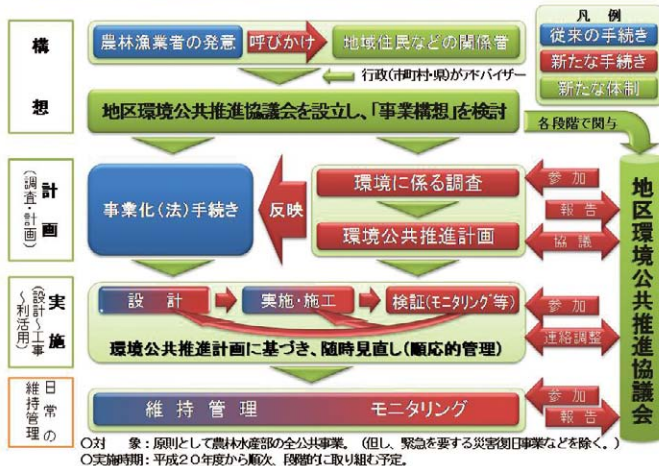 凡 例
従来の手続き
新たな手続き
新たな体制
構想
農林漁業者の発意
呼びかけ
地域住民などの関係者
行政(市町村・県)がアドバイザー
地区環境公共推進協議会を設立し、「事業構想」を検討
各段階で関与
計画
(調査・計画)
事業化(法)手続き
反映
環境に係る調査
環境公共推進計画
参 加
報 告
協 議
地区環境公共推進協議会
実施
(設計~工事~利活用)
設 計
実施・施工
検証(モニタリング等)
環境公共推進計画に基づき、随時見直し(順応的管理)
参 加
連絡調整
日常の維持管理
維 持 管 理
モニタリング
参 加
報 告
○対 象:原則として農林水産部の全公共事業。(但し、緊急を要する災害復旧事業などを除く。)
○実施時期:平成20年度から順次、段階的に取り組む予定。